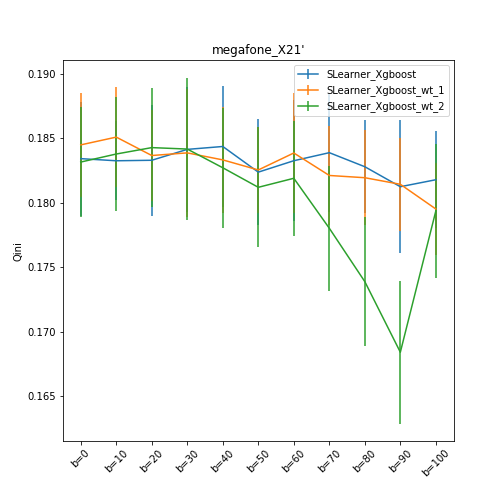 megafone_X21'
SLearner_Xgboost
SLearner_Xgboost_wt_1
SLearner_Xgboost_wt_2
Qini
0.190
0.185
0.180
0.175
0.170
0.165
b=0
b=10
b=20
b=30
b=40
b=50
b=60
b=70
b=80
b=90
b=100